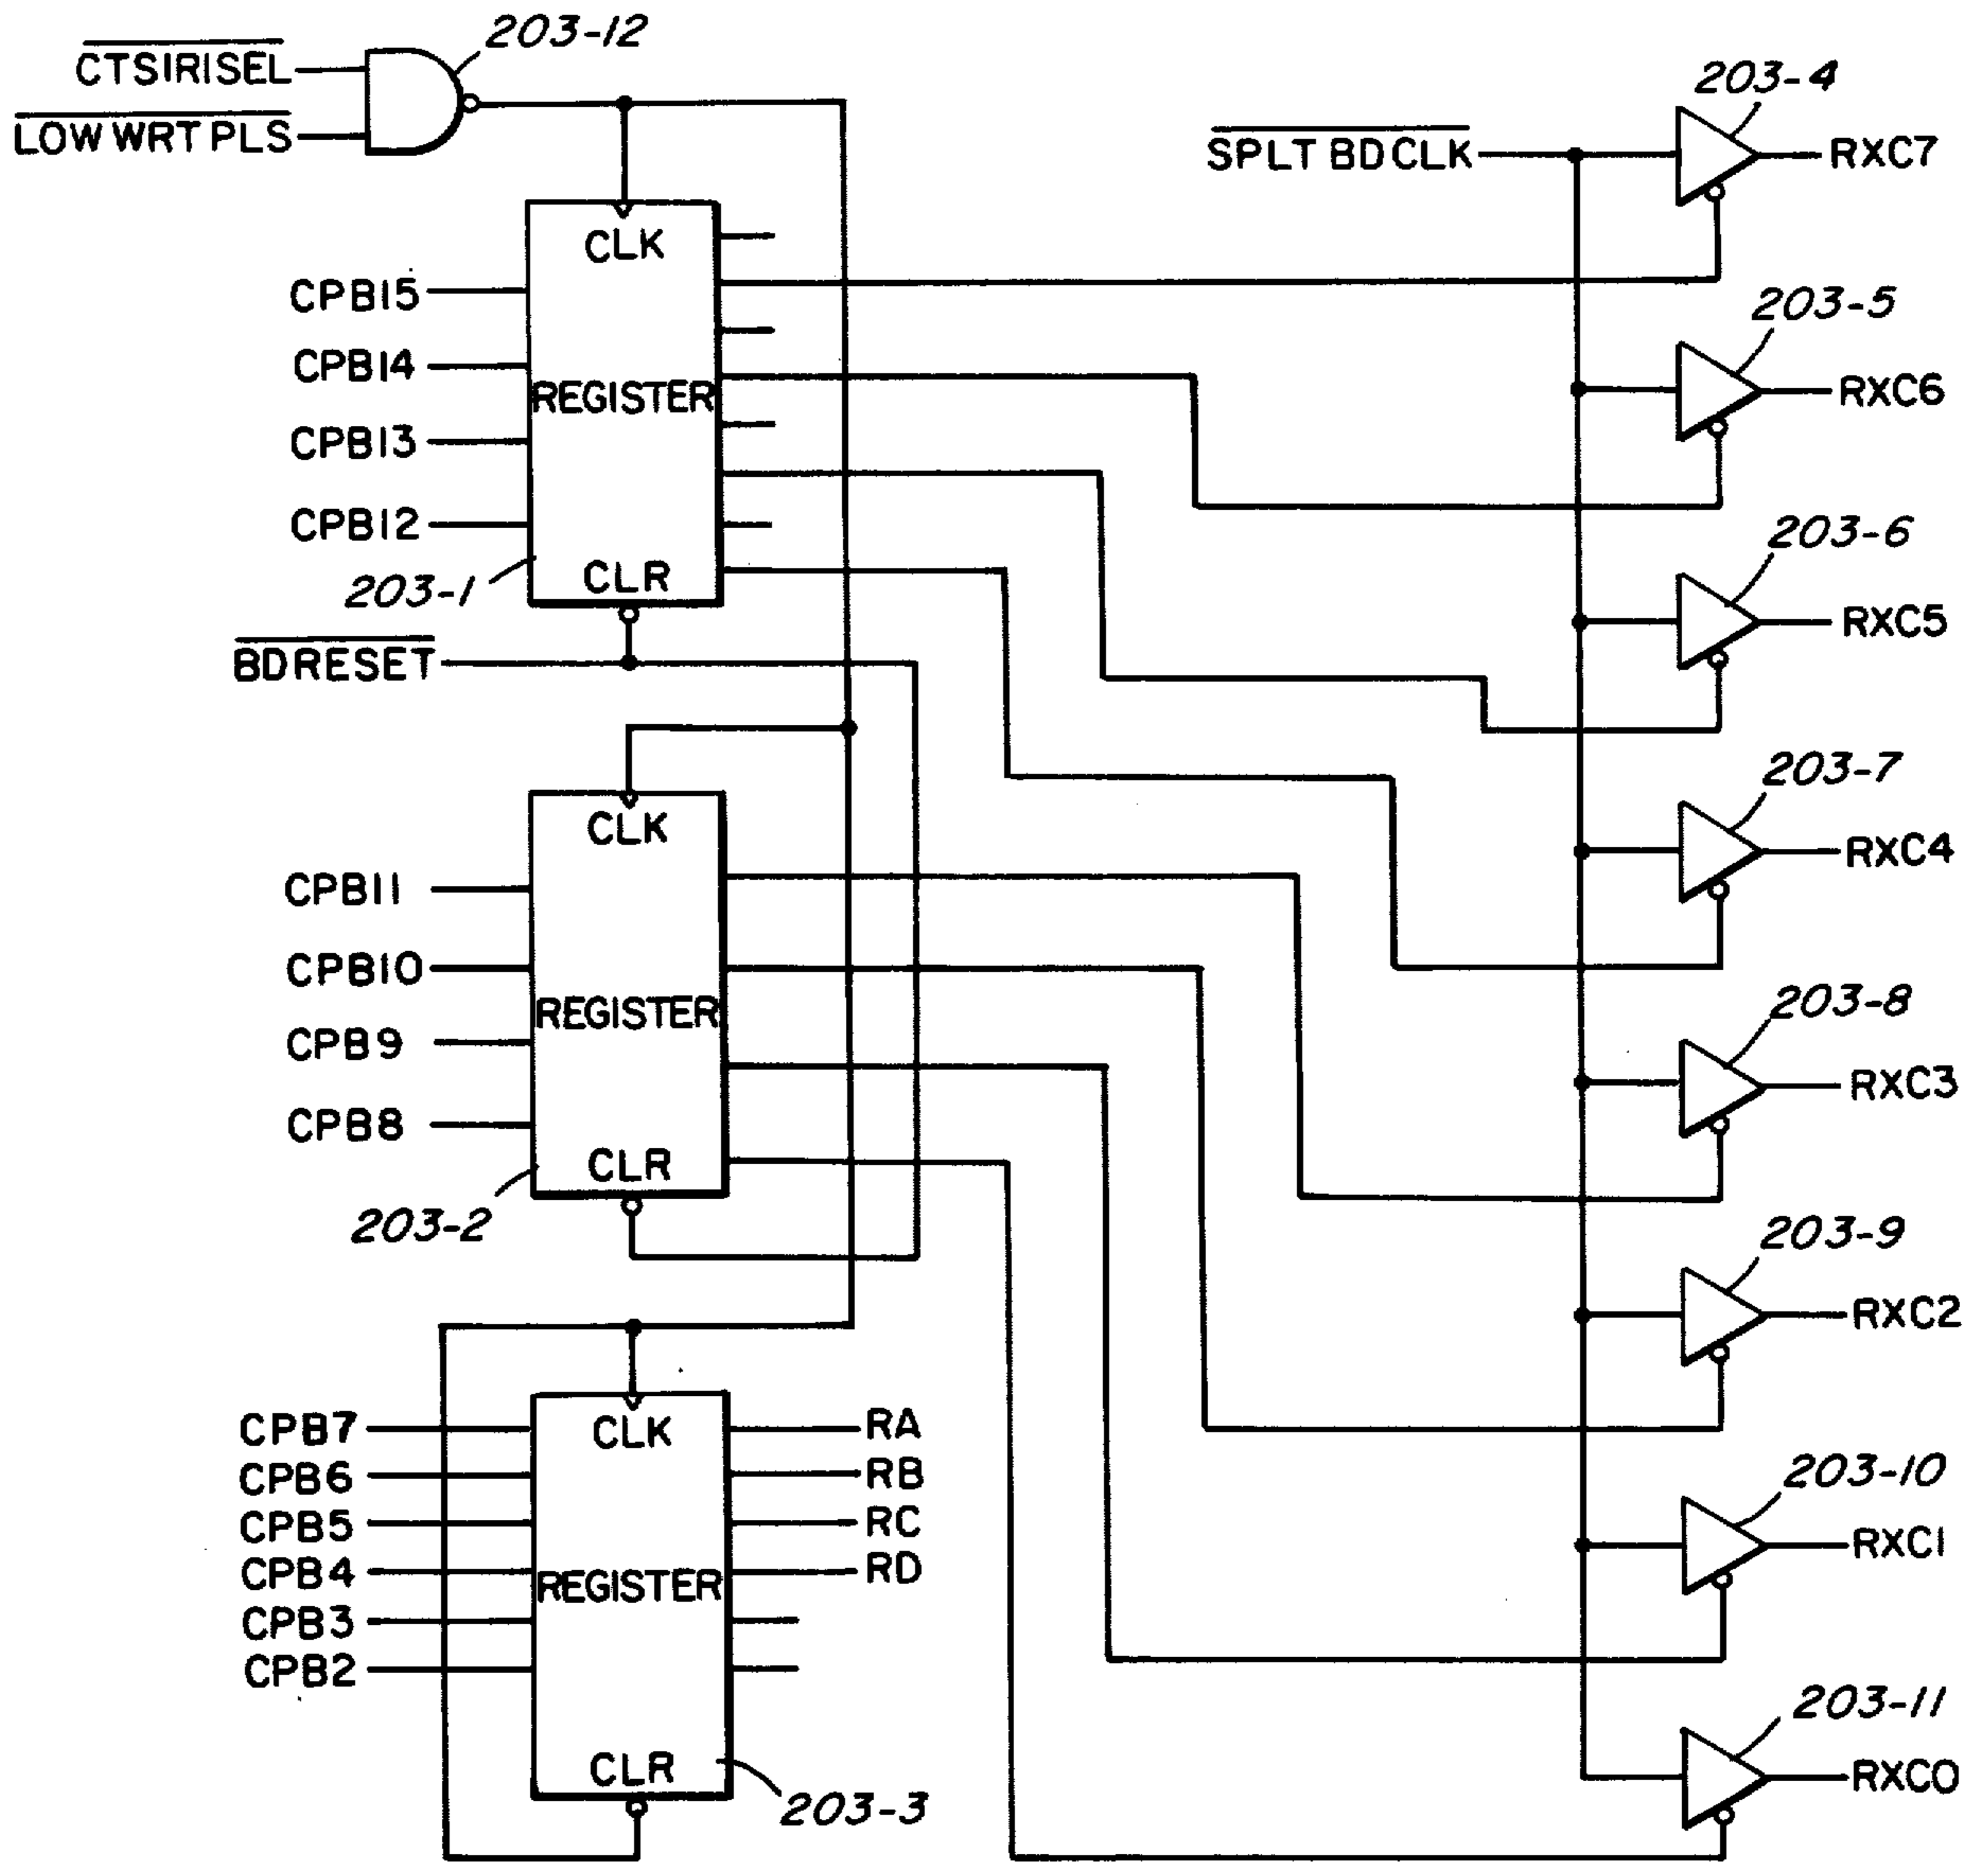 203-12
CTSIRISEL
LOW WRT PLS
203-4
SPLT BD CLK
RXC7
CLK
CPB15
203-5
CPB14
REGISTER
RXC6
CPB13
CPB12
203-6
CLR
203-1
RXC5
BD RESET
203-7
CLK
RXC4
CPB11
CPB10
203-8
REGISTER
CPB9
RXC3
CPB8
CLR
203-2
203-9
RXC2
CPB7
CLK
RA
CPB6
RB
203-10
CPB5
RC
RXC1
CPB4
REGISTER
RD
CPB3
CPB2
203-11
CLR
RXC0
203-3